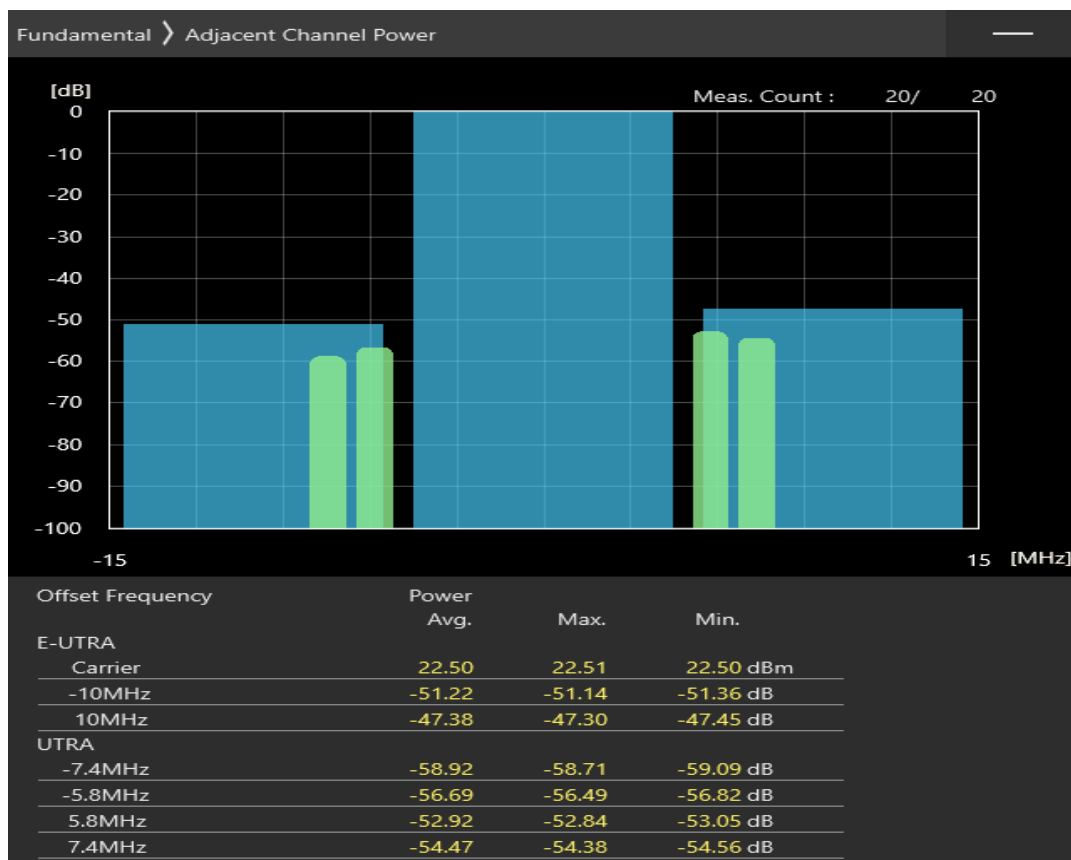 Fundamental ❯ Adjacent Channel Power
[dB]
Meas. Count : 20/ 20
0
-10
-20
-30
-40
-50
-60
-70
-80
-90
-100
-15 15 [MHz]
Offset Frequency Power
Avg. Max. Min.
E-UTRA
Carrier 22.50 22.51 22.50 dBm
-10MHz -51.22 -51.14 -51.36 dB
10MHz -47.38 -47.30 -47.45 dB
UTRA
-7.4MHz -58.92 -58.71 -59.09 dB
-5.8MHz -56.69 -56.49 -56.82 dB
5.8MHz -52.92 -52.84 -53.05 dB
7.4MHz -54.47 -54.38 -54.56 dB